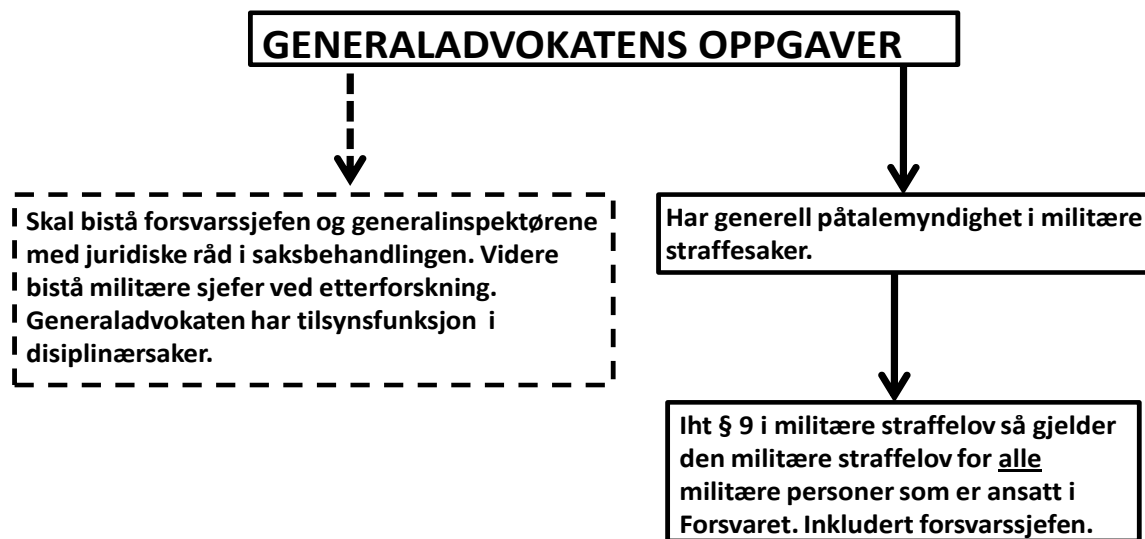 GENERALADVOKATENS OPPGAVER
Skal bistå forsvarssjefen og generalinspektørene
med juridiske råd i saksbehandlingen. Videre
bistå militære sjefer ved etterforskning.
Generaladvokaten har tilsynsfunksjon i
disiplinærsaker.
Har generell påtalemyndighet i militære
straffesaker.
Iht § 9 i militære straffelov så gjelder
den militære straffelov for alle
militære personer som er ansatt i
Forsvaret. Inkludert forsvarssjefen.